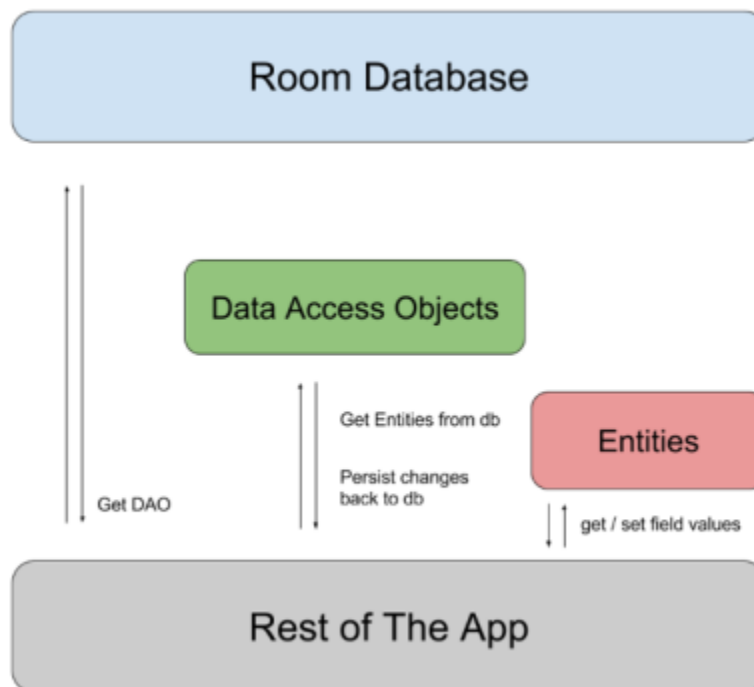 Room Database
Data Access Objects
Get Entities from db
Entities
Persist changes
back to db
Get DAO
get / set field values
Rest of The App